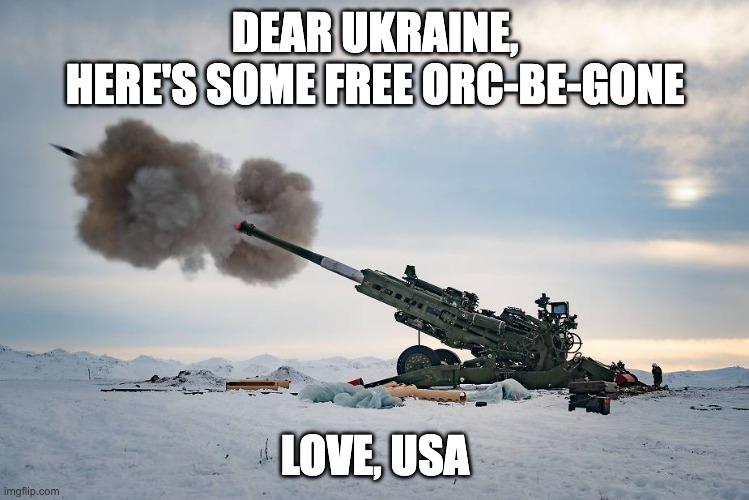 DEAR UKRAINE,
HERE'S SOME FREE ORC-BE-GONE
LOVE, USA
imgflip.com